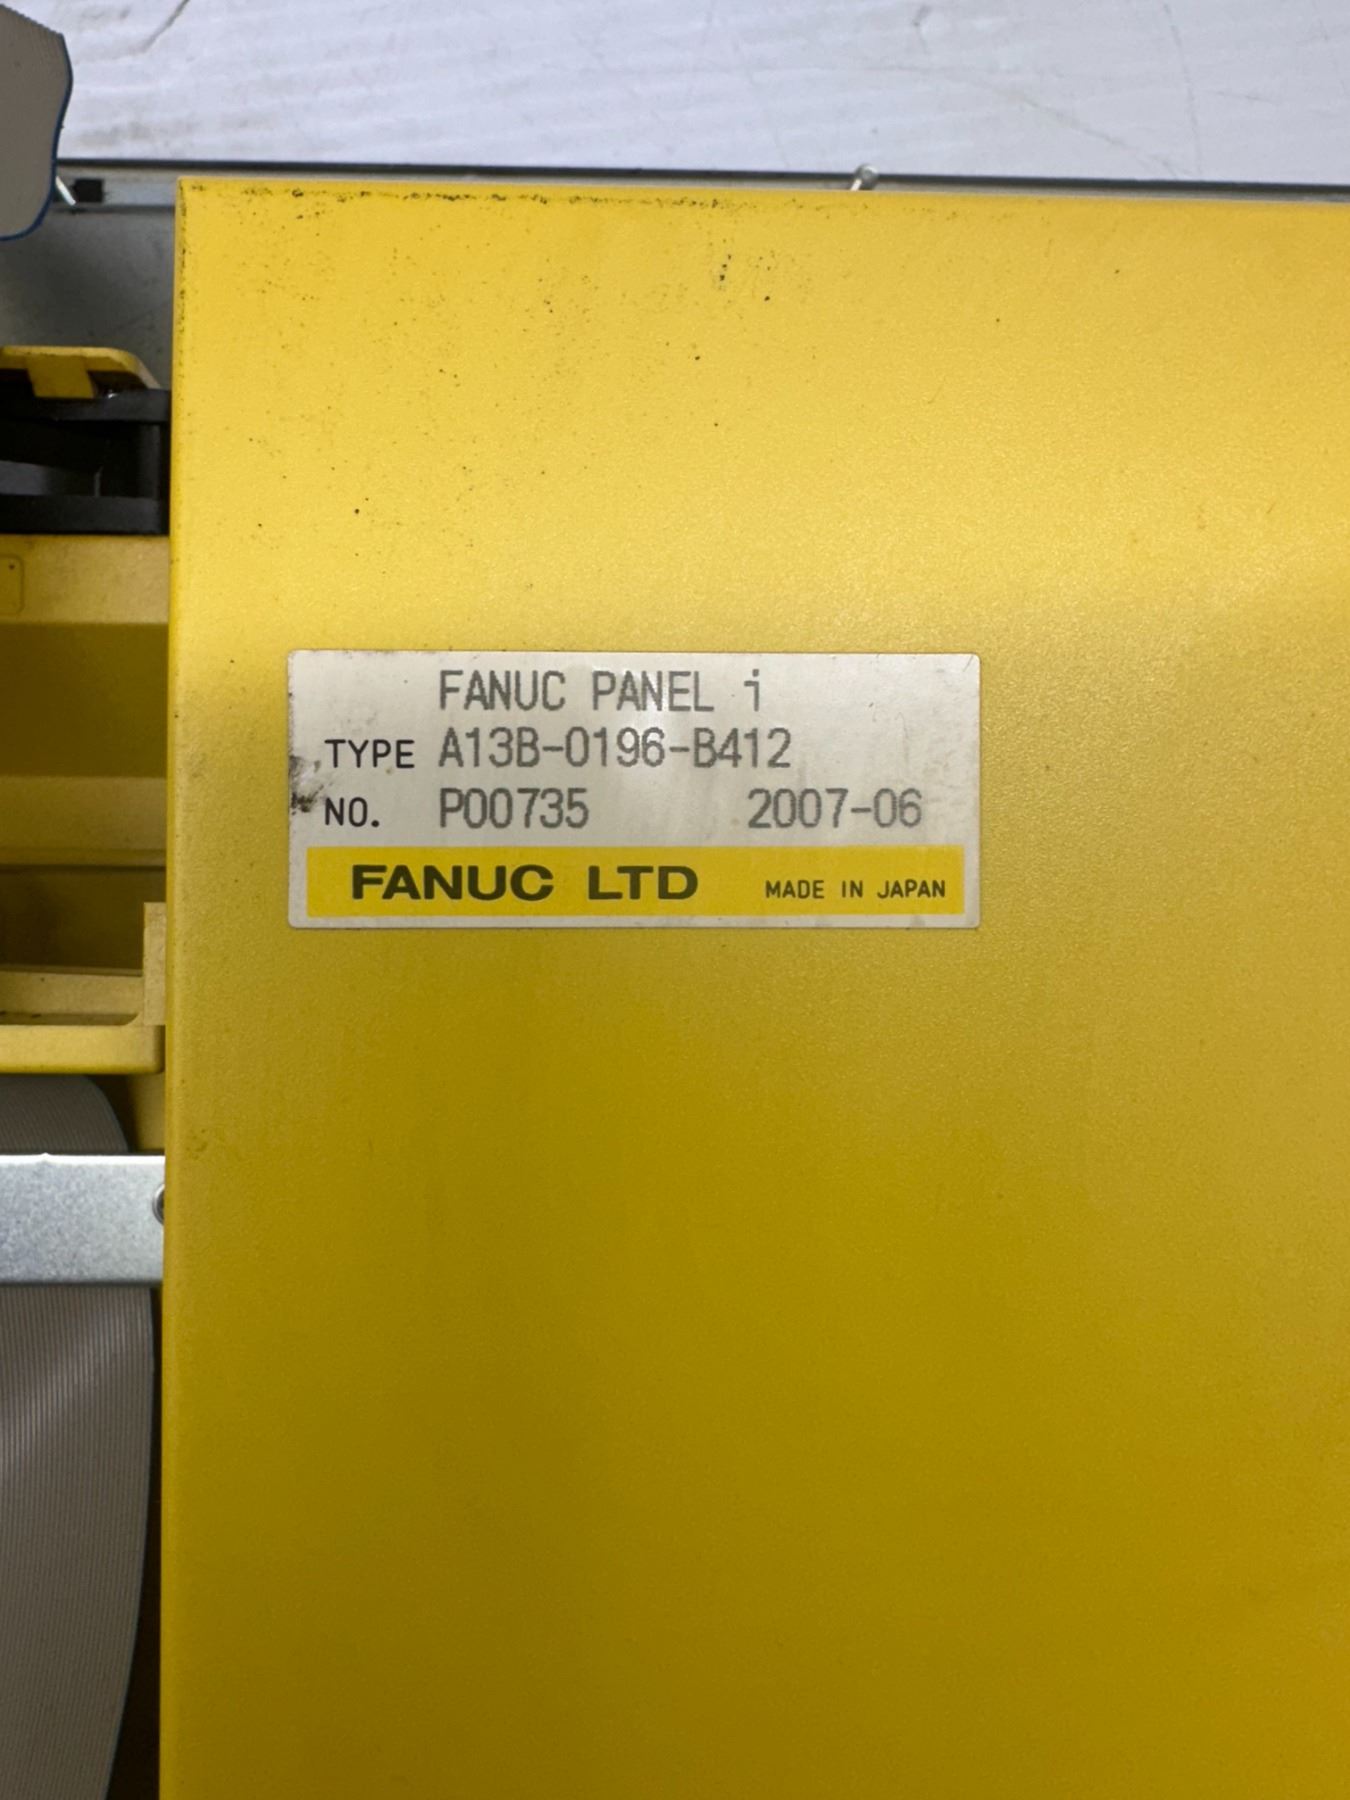 FANUC PANEL i
TYPE A13B-0196-B412
NO. P00735 2007-06
FANUC LTD MADE IN JAPAN